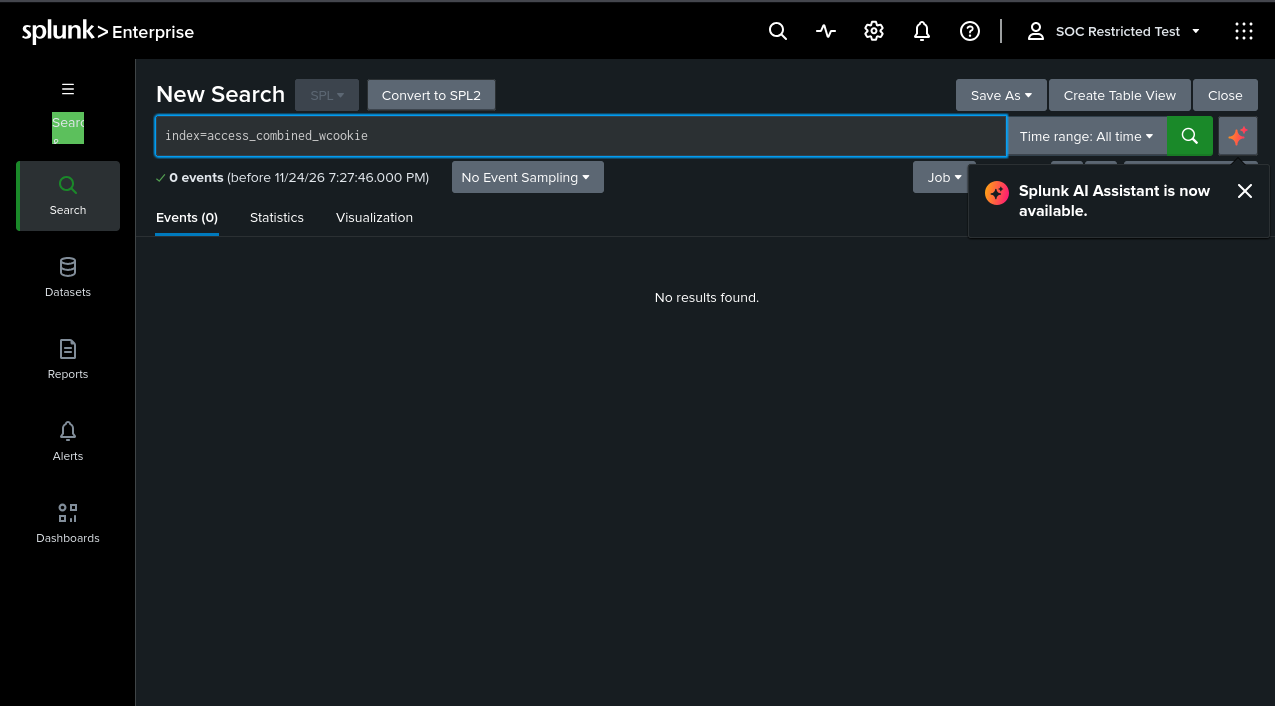 splunk> Enterprise
SOC Restricted Test
Searc
New Search
SPL
Convert to SPL2
Save As
Create Table View
Close
index=access_combined_wcookie
Time range: All time
0 events (before 11/24/26 7:27:46.000 PM)
No Event Sampling
Job
Splunk AI Assistant is now
available.
Events (0)
Statistics
Visualization
No results found.
Search
Datasets
Reports
Alerts
Dashboards